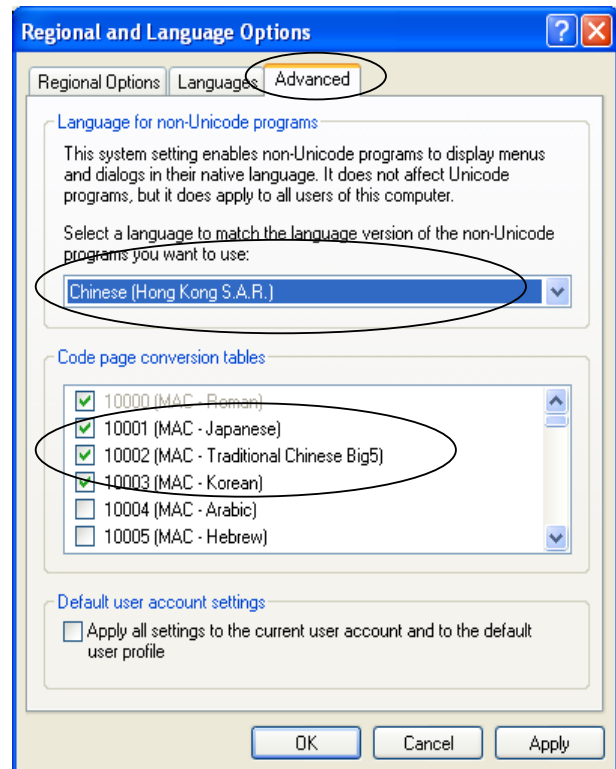 Regional and Language Options
Regional Options
Languages
Advanced
Language for non-Unicode programs
This system setting enables non-Unicode programs to display menus
and dialogs in their native language. It does not affect Unicode
programs, but it does apply to all users of this computer.
Select a language to match the language version of the non-Unicode
programs you want to use:
Chinese (Hong Kong S.A.R.)
Code page conversion tables
10000 (MAC - Roman)
10001 (MAC - Japanese)
10002 (MAC - Traditional Chinese Big5)
10003 (MAC - Korean)
10004 (MAC - Arabic)
10005 (MAC - Hebrew)
Default user account settings
Apply all settings to the current user account and to the default
user profile
OK
Cancel
Apply